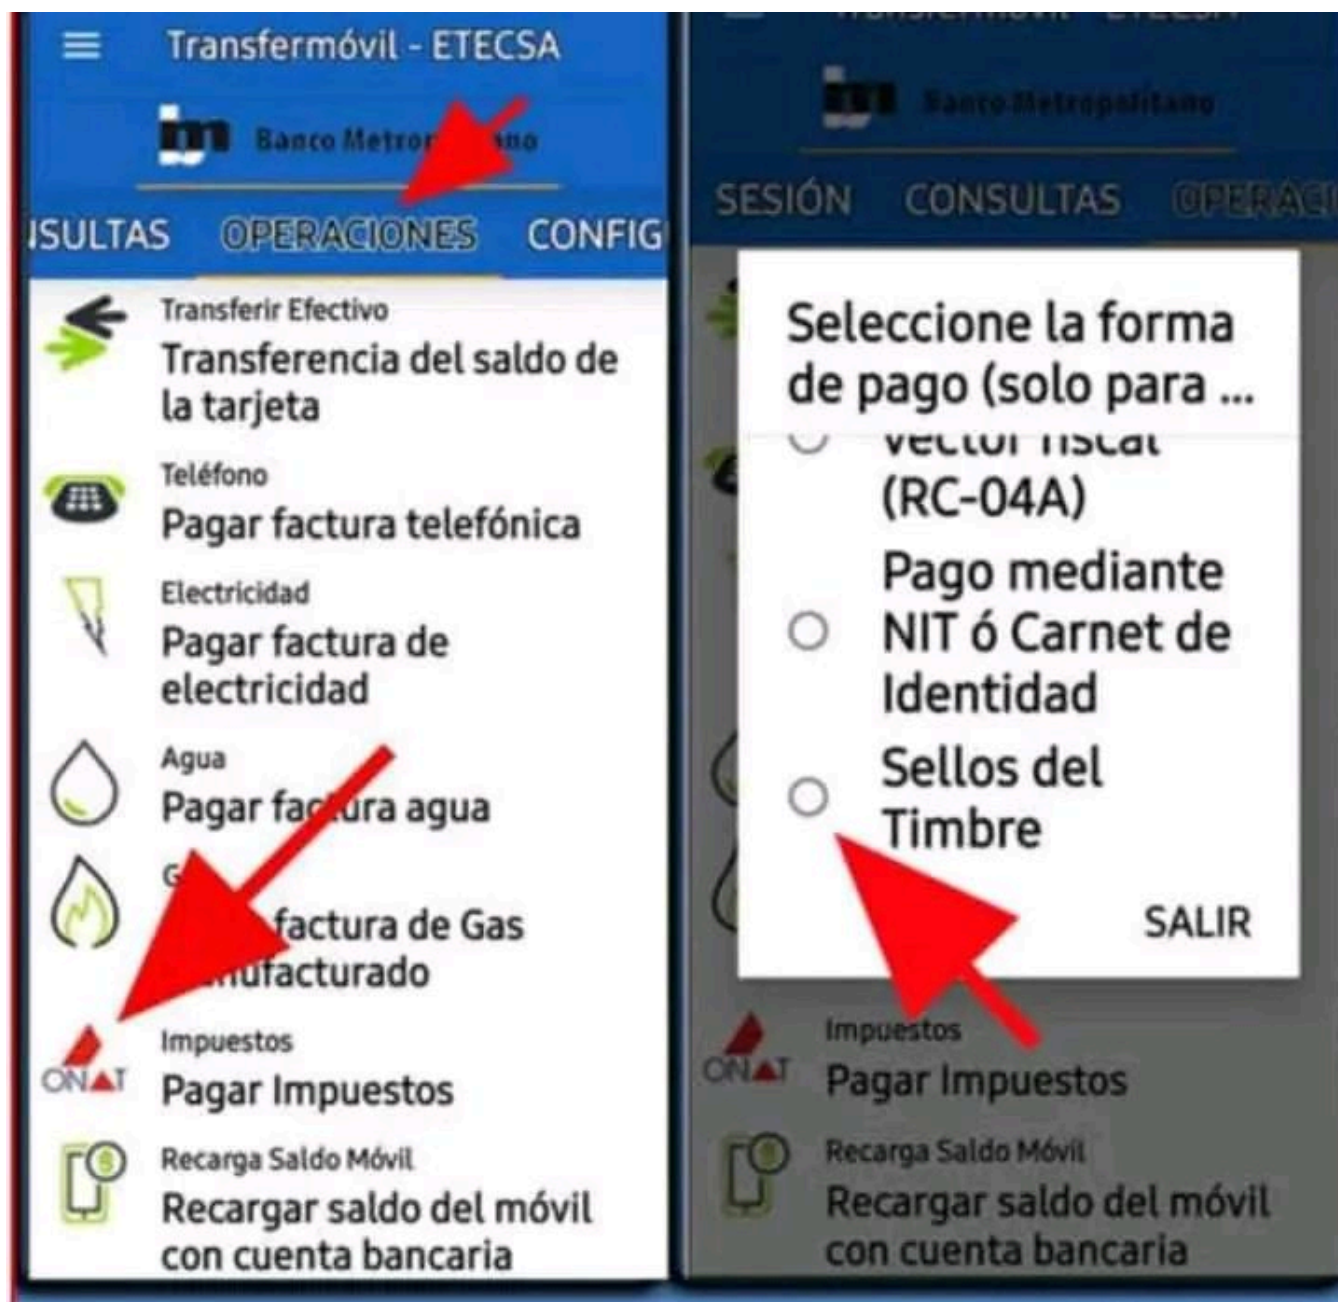 Transfermóvil - ETECSA
Banco
ISULTAS OPERACIONES CONFIG
Transferir Efectivo
Transferencia del saldo de
la tarjeta
Teléfono
Pagar factura telefónica
Electricidad
Pagar factura de
electricidad
Agua
Pagar factura agua
factura de Gas
Impuestos
ONAT
Pagar Impuestos
Recarga Saldo Móvil
Recargar saldo del móvil
con cuenta bancaria
Banco Metropolitano
SESIÓN CONSULTAS OPERACI
Seleccione la forma
de pago (solo para ...
vector fiscal
(RC-04A)
Pago mediante
NIT ó Carnet de
Identidad
Sellos del
Timbre
SALIR
Impuestos
ONAT
Pagar Impuestos
Recarga Saldo Móvil
Recargar saldo del móvil
con cuenta bancaria